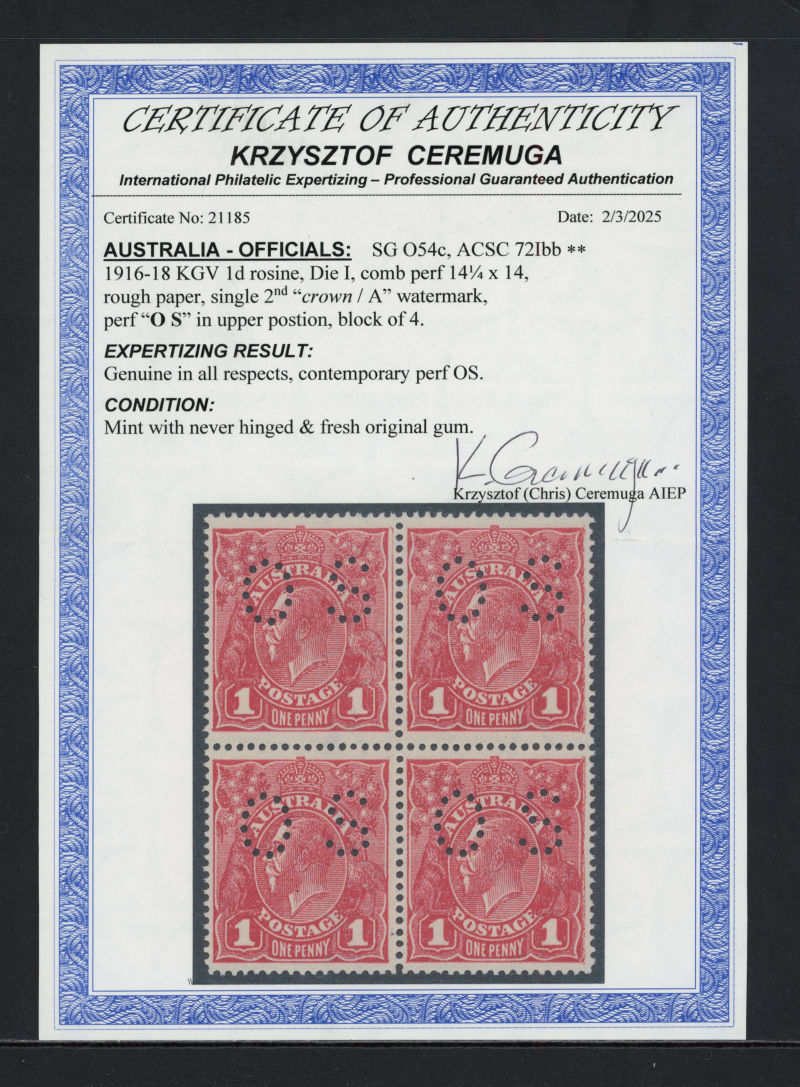 CERTIFICATE OF AUTHENTICITY
KRZYSZTOF CEREMUGA
International Philatelic Expertizing – Professional Guaranteed Authentication
Certificate No: 21185 Date: 2/3/2025
AUSTRALIA - OFFICIALS: SG O54c, ACSC 72Ibb **
1916-18 KGV 1d rosine, Die I, comb perf 14¼ x 14,
rough paper, single 2nd “crown / A” watermark,
perf “O S” in upper postion, block of 4.
EXPERTIZING RESULT:
Genuine in all respects, contemporary perf OS.
CONDITION:
Mint with never hinged & fresh original gum.
K. Ceremuga
Krzysztof (Chris) Ceremuga AIEP
O S O S
AUSTRALIA AUSTRALIA
POSTAGE POSTAGE
1 ONE PENNY 1 1 ONE PENNY 1
O S O S
AUSTRALIA AUSTRALIA
POSTAGE POSTAGE
1 ONE PENNY 1 1 ONE PENNY 1